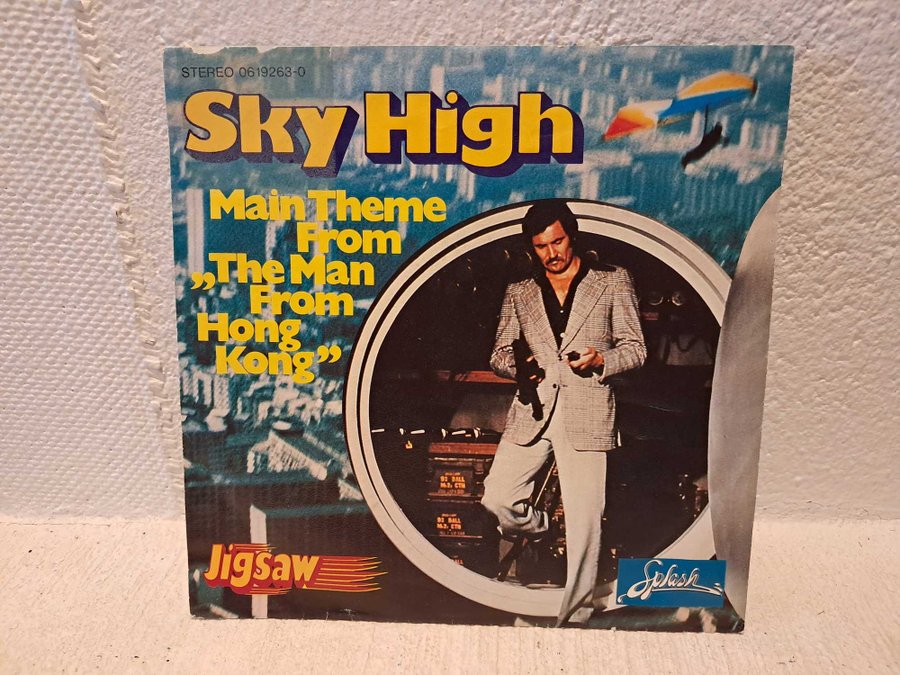 STEREO 0619263-0
Sky High
Main Theme
From
„The Man
From
Hong
Kong”
Jigsaw
Splash